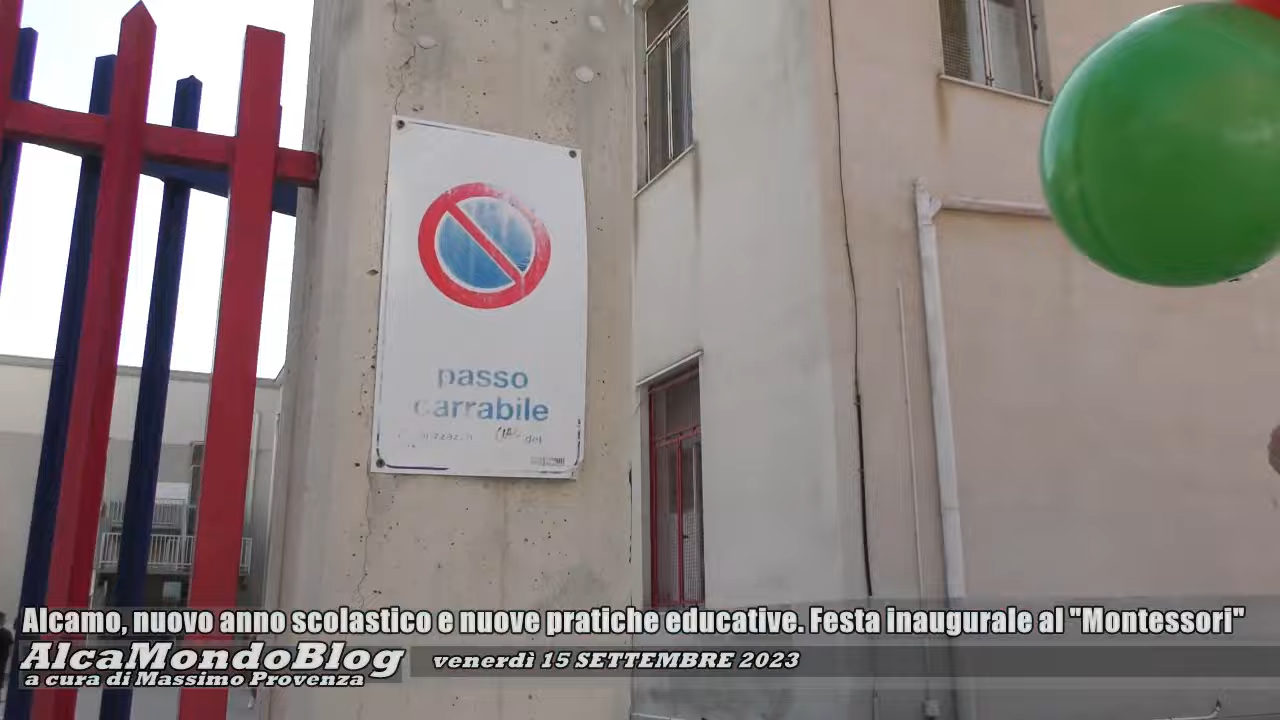 passo
carrabile
del
Alcamo, nuovo anno scolastico e nuove pratiche educative. Festa inaugurale al "Montessori"
AlcaMondoBlog
venerdì 15 SETTEMBRE 2023
a cura di Massimo Provenza